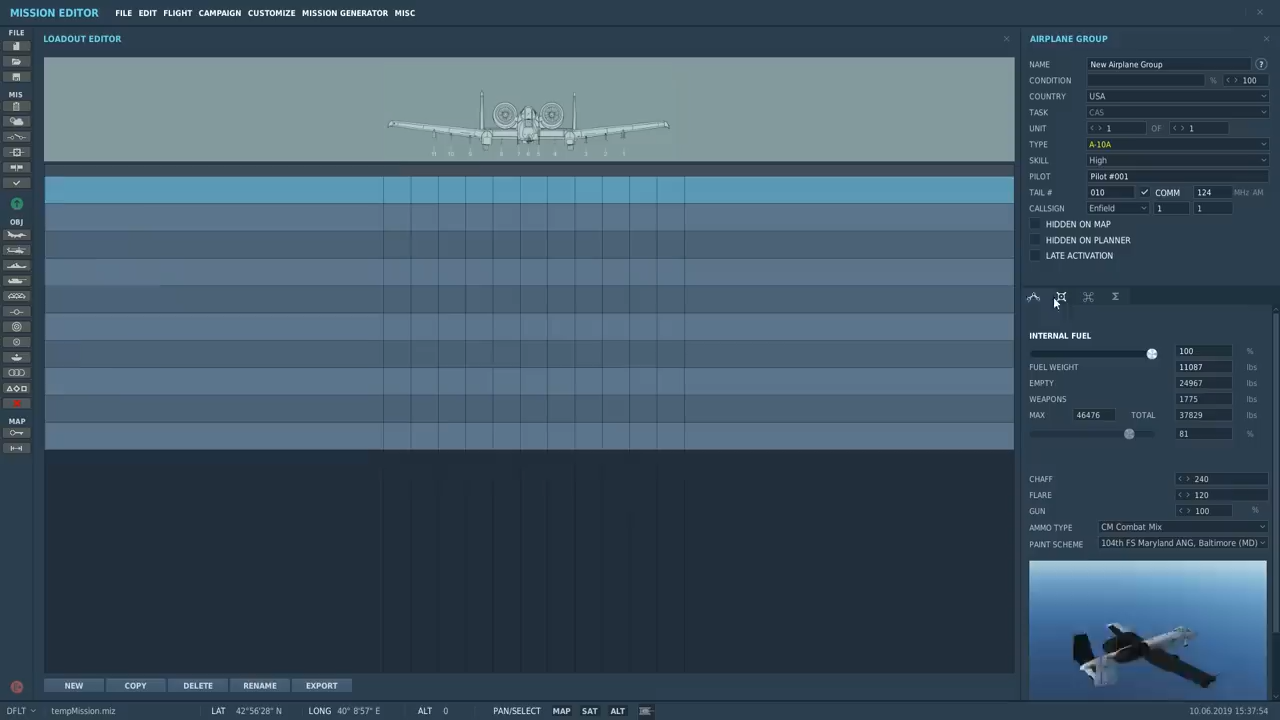 MISSION EDITOR FILE EDIT FLIGHT CAMPAIGN CUSTOMIZE MISSION GENERATOR MISC
FILE
MIS
OBJ
MAP
LOADOUT EDITOR
NEW COPY DELETE RENAME EXPORT
AIRPLANE GROUP
NAME New Airplane Group ?
CONDITION % < > 100
COUNTRY USA
TASK CAS
UNIT < > 1 OF < > 1
TYPE A-10A
SKILL High
PILOT Pilot #001
TAIL # 010 COMM 124 MHz AM
CALLSIGN Enfield 1 1
HIDDEN ON MAP
HIDDEN ON PLANNER
LATE ACTIVATION
INTERNAL FUEL
100 %
FUEL WEIGHT 11087 lbs
EMPTY 24967 lbs
WEAPONS 1775 lbs
MAX 46476 TOTAL 37829 lbs
81 %
CHAFF < > 240
FLARE < > 120
GUN < > 100 %
AMMO TYPE CM Combat Mix
PAINT SCHEME 104th FS Maryland ANG, Baltimore (MD)
DFLT tempMission.miz LAT 42°56'28" N LONG 40° 8'57" E ALT 0 PAN/SELECT MAP SAT ALT 10.06.2019 15:37:54